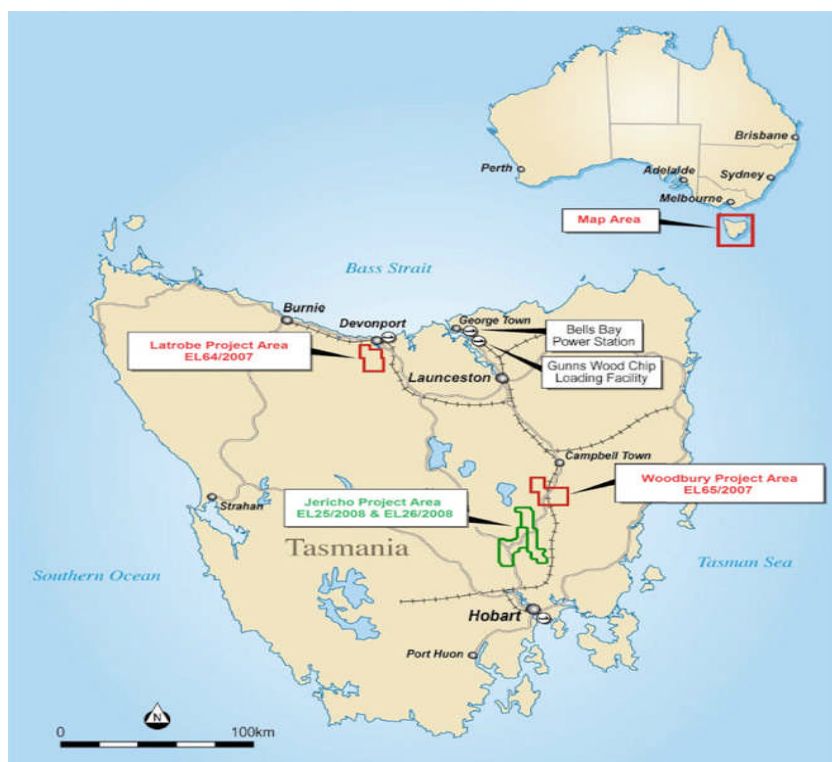 Brisbane
Perth
Adelaide
Sydney
Melbourne
Map Area
Bass Strait
Burnie
Devonport
George Town
Bells Bay
Power Station
Latrobe Project Area
EL64/2007
Gunns Wood Chip
Loading Facility
Launceston
Campbell Town
Woodbury Project Area
EL65/2007
Jericho Project Area
EL25/2008 & EL26/2008
Strahan
Tasmania
Southern Ocean
Tasman Sea
Hobart
Port Huon
N
0
100km